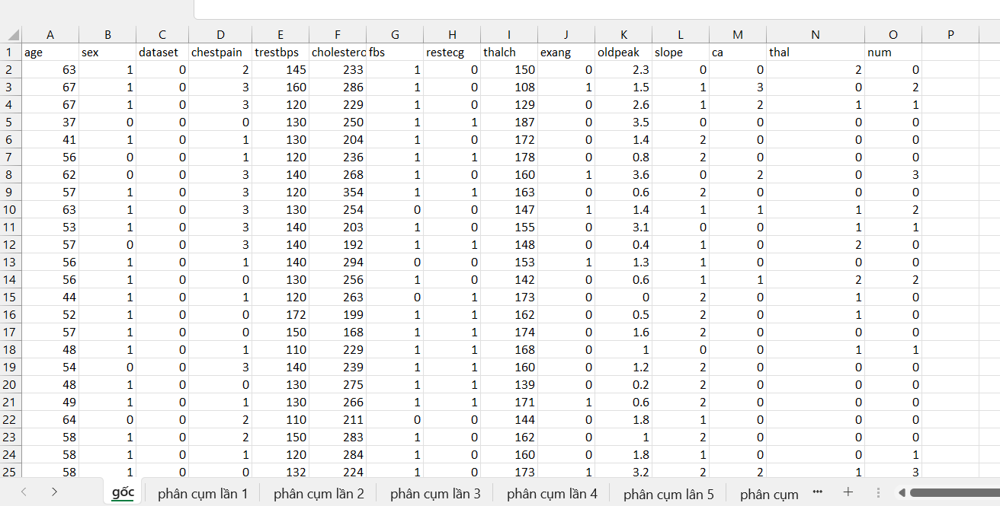 A B C D E F G H I J K L M N O P
1 age sex dataset chestpain trestbps cholesterc fbs restecg thalch exang oldpeak slope ca thal num
2 63 1 0 2 145 233 1 0 150 0 2.3 0 0 2 0
3 67 1 0 3 160 286 1 0 108 1 1.5 1 3 0 2
4 67 1 0 3 120 229 1 0 129 0 2.6 1 2 1 1
5 37 0 0 0 130 250 1 1 187 0 3.5 0 0 0 0
6 41 1 0 1 130 204 1 0 172 0 1.4 2 0 0 0
7 56 0 0 1 120 236 1 1 178 0 0.8 2 0 0 0
8 62 0 0 3 140 268 1 0 160 1 3.6 0 2 0 3
9 57 1 0 3 120 354 1 1 163 0 0.6 2 0 0 0
10 63 1 0 3 130 254 0 0 147 1 1.4 1 1 1 2
11 53 1 0 3 140 203 1 0 155 0 3.1 0 0 1 1
12 57 0 0 3 140 192 1 1 148 0 0.4 1 0 2 0
13 56 1 0 1 140 294 0 0 153 1 1.3 1 0 0 0
14 56 1 0 0 130 256 1 0 142 0 0.6 1 1 2 2
15 44 1 0 1 120 263 0 1 173 0 0 2 0 1 0
16 52 1 0 0 172 199 1 1 162 0 0.5 2 0 1 0
17 57 1 0 0 150 168 1 1 174 0 1.6 2 0 0 0
18 48 1 0 1 110 229 1 1 168 0 1 0 0 1 1
19 54 0 0 3 140 239 1 1 160 0 1.2 2 0 0 0
20 48 1 0 0 130 275 1 1 139 0 0.2 2 0 0 0
21 49 1 0 1 130 266 1 1 171 1 0.6 2 0 0 0
22 64 0 0 2 110 211 0 0 144 0 1.8 1 0 0 0
23 58 1 0 2 150 283 1 0 162 0 1 2 0 0 0
24 58 1 0 1 120 284 1 0 160 0 1.8 1 0 0 1
25 58 1 0 0 132 224 1 0 173 1 3.2 2 2 1 3
gốc phân cụm lần 1 phân cụm lần 2 phân cụm lần 3 phân cụm lần 4 phân cụm lân 5 phân cụm ...